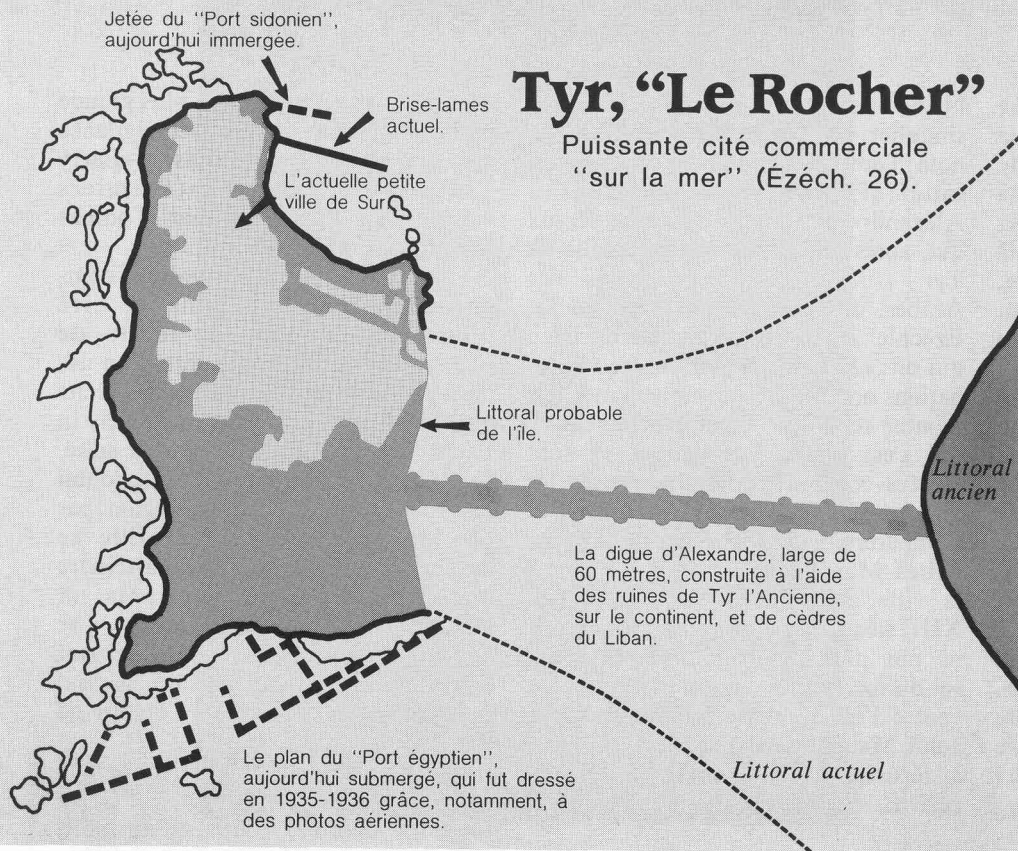 Jetée du "Port sidonien",
aujourd'hui immergée.
Tyr, "Le Rocher"
Puissante cité commerciale
"sur la mer" (Ézéch. 26).
Brise-lames
actuel.
L'actuelle petite
ville de Sur
Littoral probable
de l'île.
Littoral
ancien
La digue d'Alexandre, large de
60 mètres, construite à l'aide
des ruines de Tyr l'Ancienne,
sur le continent, et de cèdres
du Liban.
Le plan du "Port égyptien",
aujourd'hui submergé, qui fut dressé
en 1935-1936 grâce, notamment, à
des photos aériennes.
Littoral actuel